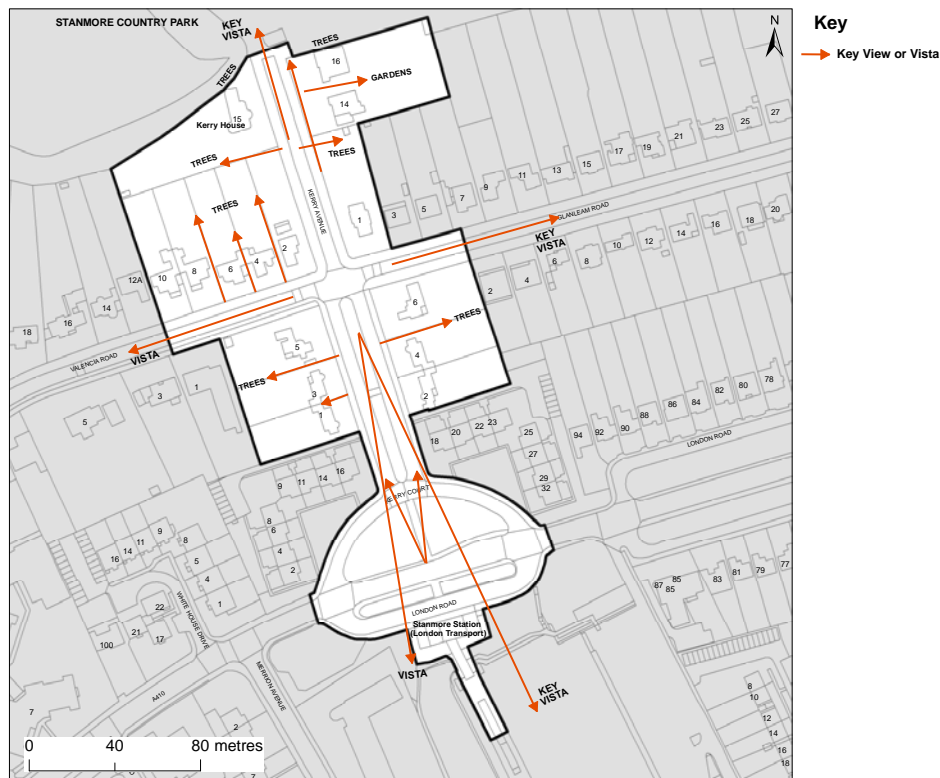 STANMORE COUNTRY PARK
KEY
VISTA
TREES
N
Key
Key View or Vista
TREES
16
GARDENS
14
15
Kerry House
TREES
TREES
TREES
KERRY AVENUE
1
3
5
7
9
11
13
15
17
19
21
23
25
27
GLANLEAM ROAD
KEY
VISTA
2
4
6
8
10
12
14
16
18
20
2
4
6
8
10
12A
14
16
18
VALENCIA ROAD
VISTA
6
TREES
4
2
5
TREES
3
1
1
3
5
18
20
22
23
25
27
29
32
94
92
90
88
86
84
82
80
78
LONDON ROAD
9
11
14
16
8
6
4
2
KERRY COURT
16
14
11
9
8
5
4
1
WHITE HOUSE DRIVE
22
21
17
100
A410
MERRION AVENUE
7
2
7
LONDON ROAD
Stanmore Station
(London Transport)
VISTA
KEY
VISTA
87
85
85
83
81
79
77
8
10
12
14
16
18
0 40 80 metres